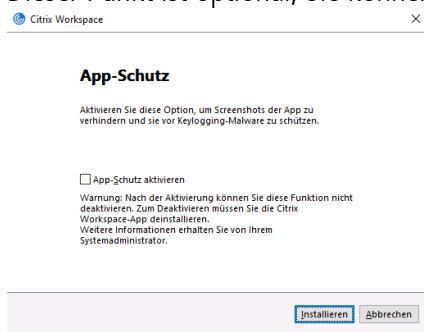 Dieser Punkt ist optional, Sie können
Citrix Workspace
App-Schutz
Aktivieren Sie diese Option, um Screenshots der App zu
verhindern und sie vor Keylogging-Malware zu schützen.
App-Schutz aktivieren
Warnung: Nach der Aktivierung können Sie diese Funktion nicht
deaktivieren. Zum Deaktivieren müssen Sie die Citrix
Workspace-App deinstallieren.
Weitere Informationen erhalten Sie von Ihrem
Systemadministrator.
Installieren Abbrechen